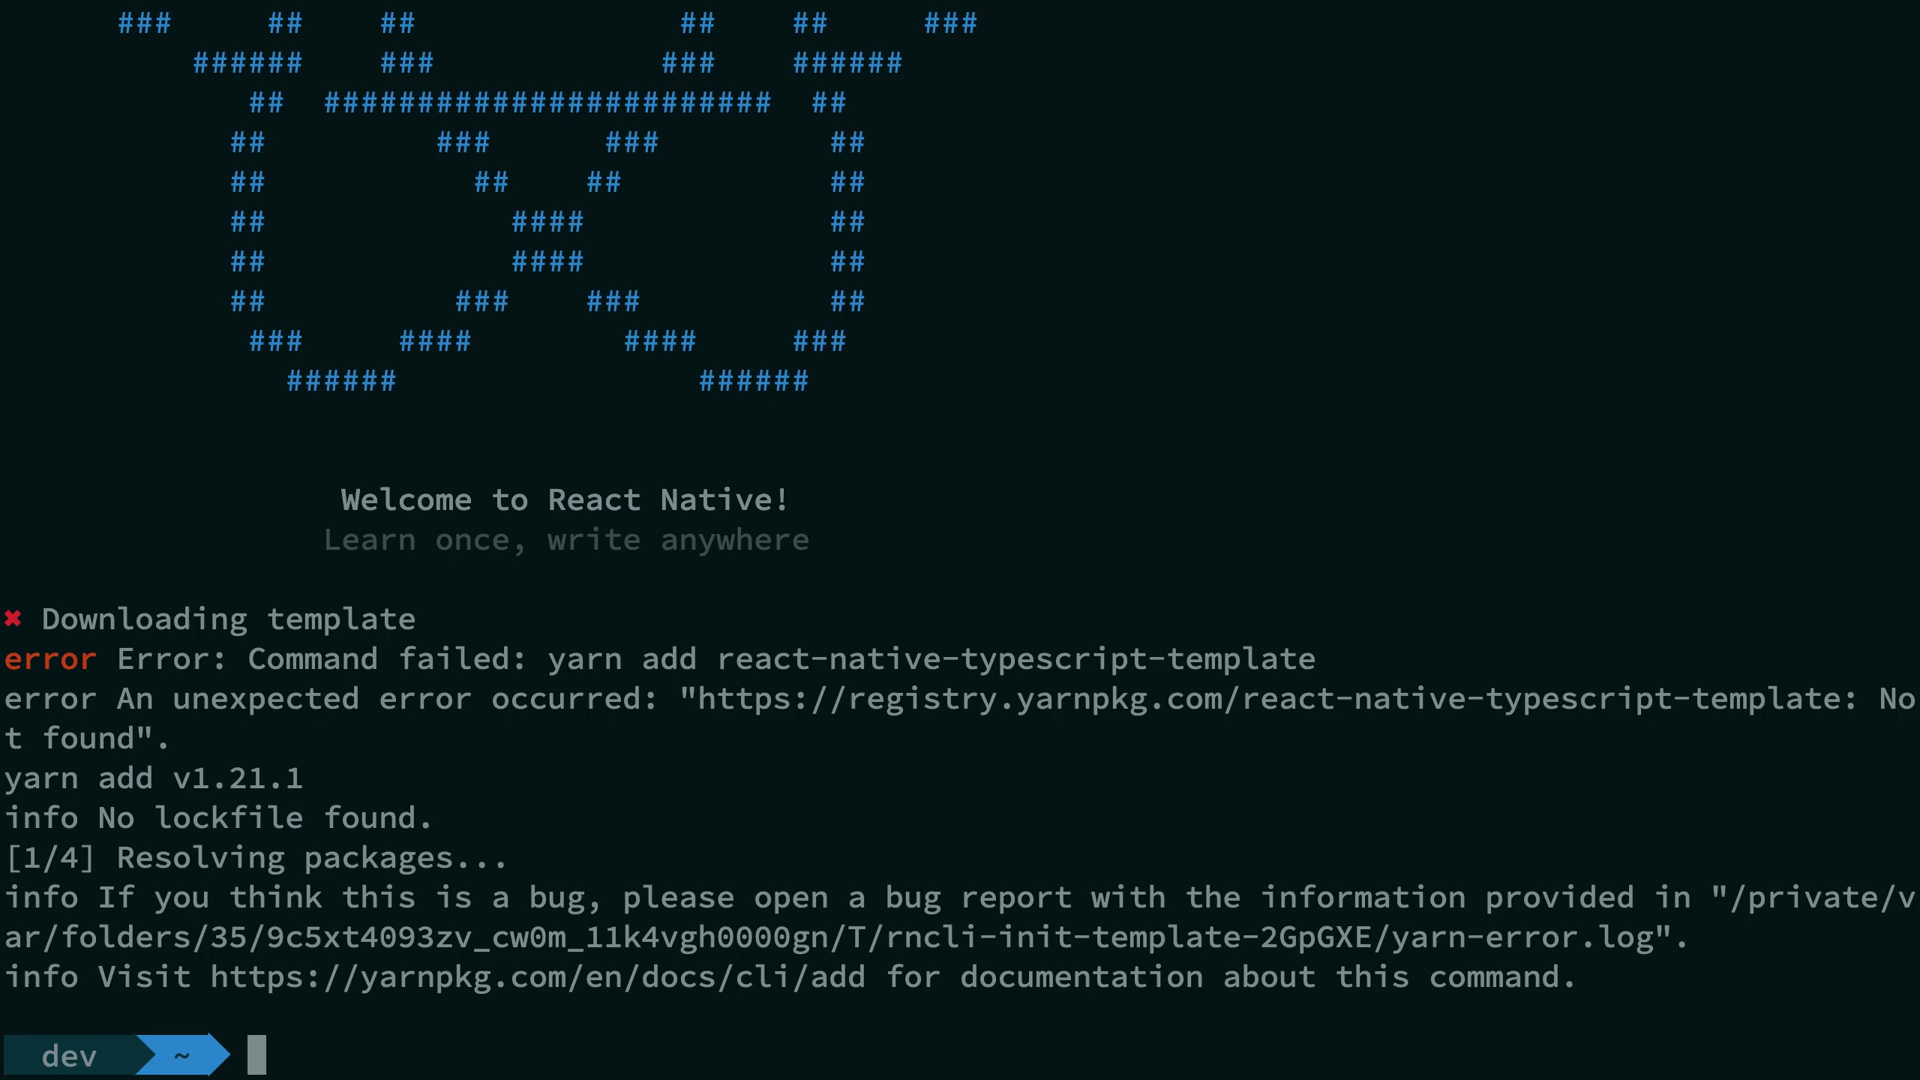 ###     ##    ##              ##    ##     ###
######    ###            ###    ######
##  ########################  ##
##         ###      ###         ##
##           ##    ##           ##
##             ####             ##
##             ####             ##
##          ###    ###          ##
###     ####        ####     ###
######                ######
Welcome to React Native!
Learn once, write anywhere
✖ Downloading template
error Error: Command failed: yarn add react-native-typescript-template
error An unexpected error occurred: "https://registry.yarnpkg.com/react-native-typescript-template: No
t found".
yarn add v1.21.1
info No lockfile found.
[1/4] Resolving packages...
info If you think this is a bug, please open a bug report with the information provided in "/private/v
ar/folders/35/9c5xt4093zv_cw0m_11k4vgh0000gn/T/rncli-init-template-2GpGXE/yarn-error.log".
info Visit https://yarnpkg.com/en/docs/cli/add for documentation about this command.
dev ~